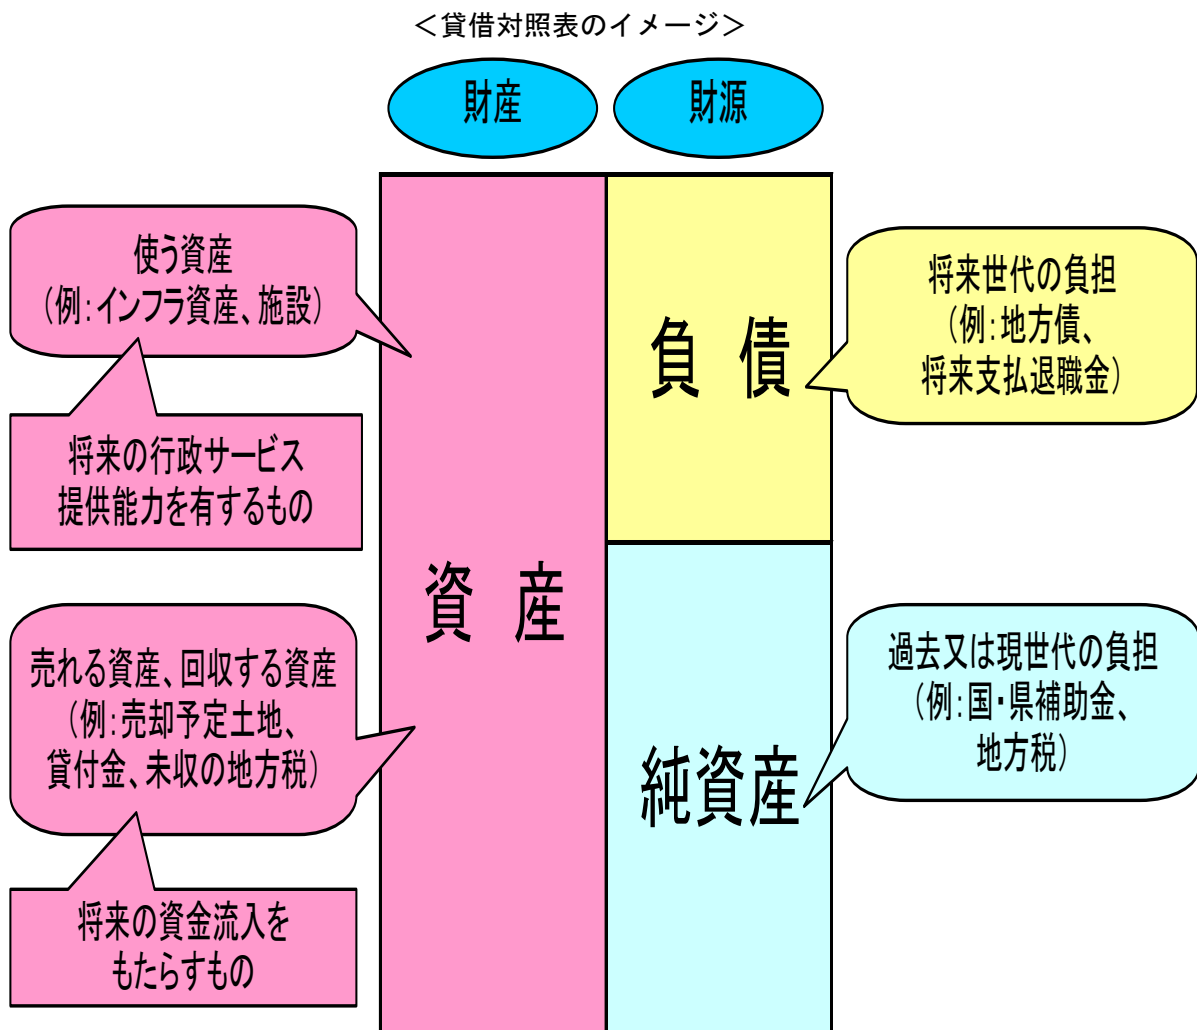 ＜貸借対照表のイメージ＞
財産
財源
使う資産
（例：インフラ資産、施設）
将来の行政サービス
提供能力を有するもの
売れる資産、回収する資産
（例：売却予定土地、
貸付金、未収の地方税）
将来の資金流入を
もたらすもの
資 産
負 債
純資産
将来世代の負担
（例：地方債、
将来支払退職金）
過去又は現世代の負担
（例：国・県補助金、
地方税）